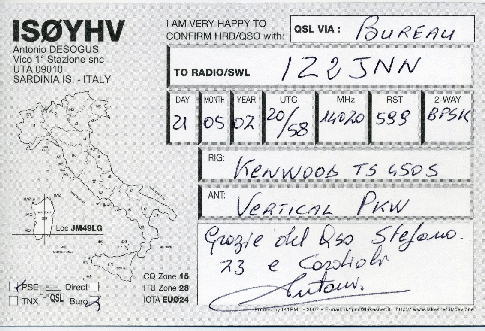 ISØYHV
Antonio DESOGUS
Vico 1° Stazione snc
UTA 09010
SARDINIA IS. - ITALY
I AM VERY HAPPY TO
CONFIRM HRD/QSO with:
QSL VIA : BUREAU
TO RADIO/SWL IZ2JNN
DAY MONTH YEAR UTC MHz RST 2-WAY
21 05 07 20/58 14070 599 BPSK
RIG: KENWOOD TS 450S
ANT: VERTICAL PKW
Grazie del Qso Stefano.
73 e Cordiali
Loc JM49LG
CQ Zone 15
ITU Zone 28
IOTA EU024
PSE Direct
QSL
TNX Buro